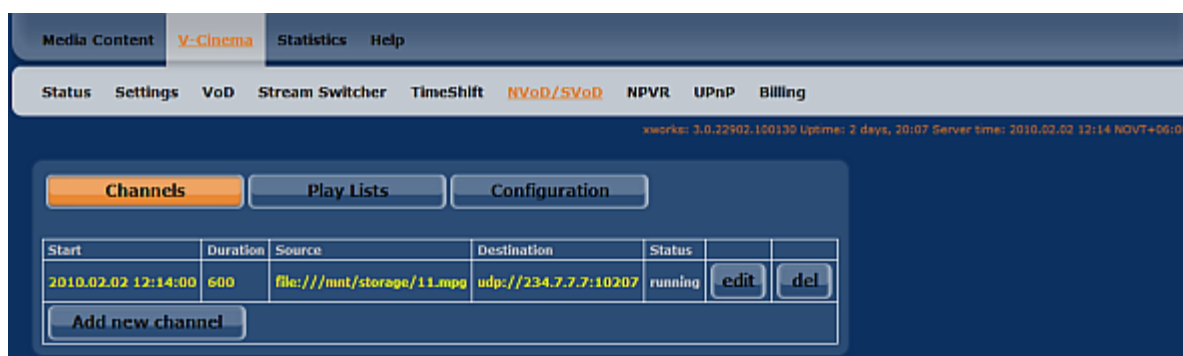 Media Content V-Cinema Statistics Help
Status Settings VoD Stream Switcher TimeShift NVoD/SVoD NPVR UPnP Billing
xworks: 3.0.22902.100130 Uptime: 2 days, 20:07 Server time: 2010.02.02 12:14 NOVT+06:0
Channels Play Lists Configuration
Start Duration Source Destination Status
2010.02.02 12:14:00 600 file:///mnt/storage/11.mpg udp://234.7.7.7:10207 running edit del
Add new channel